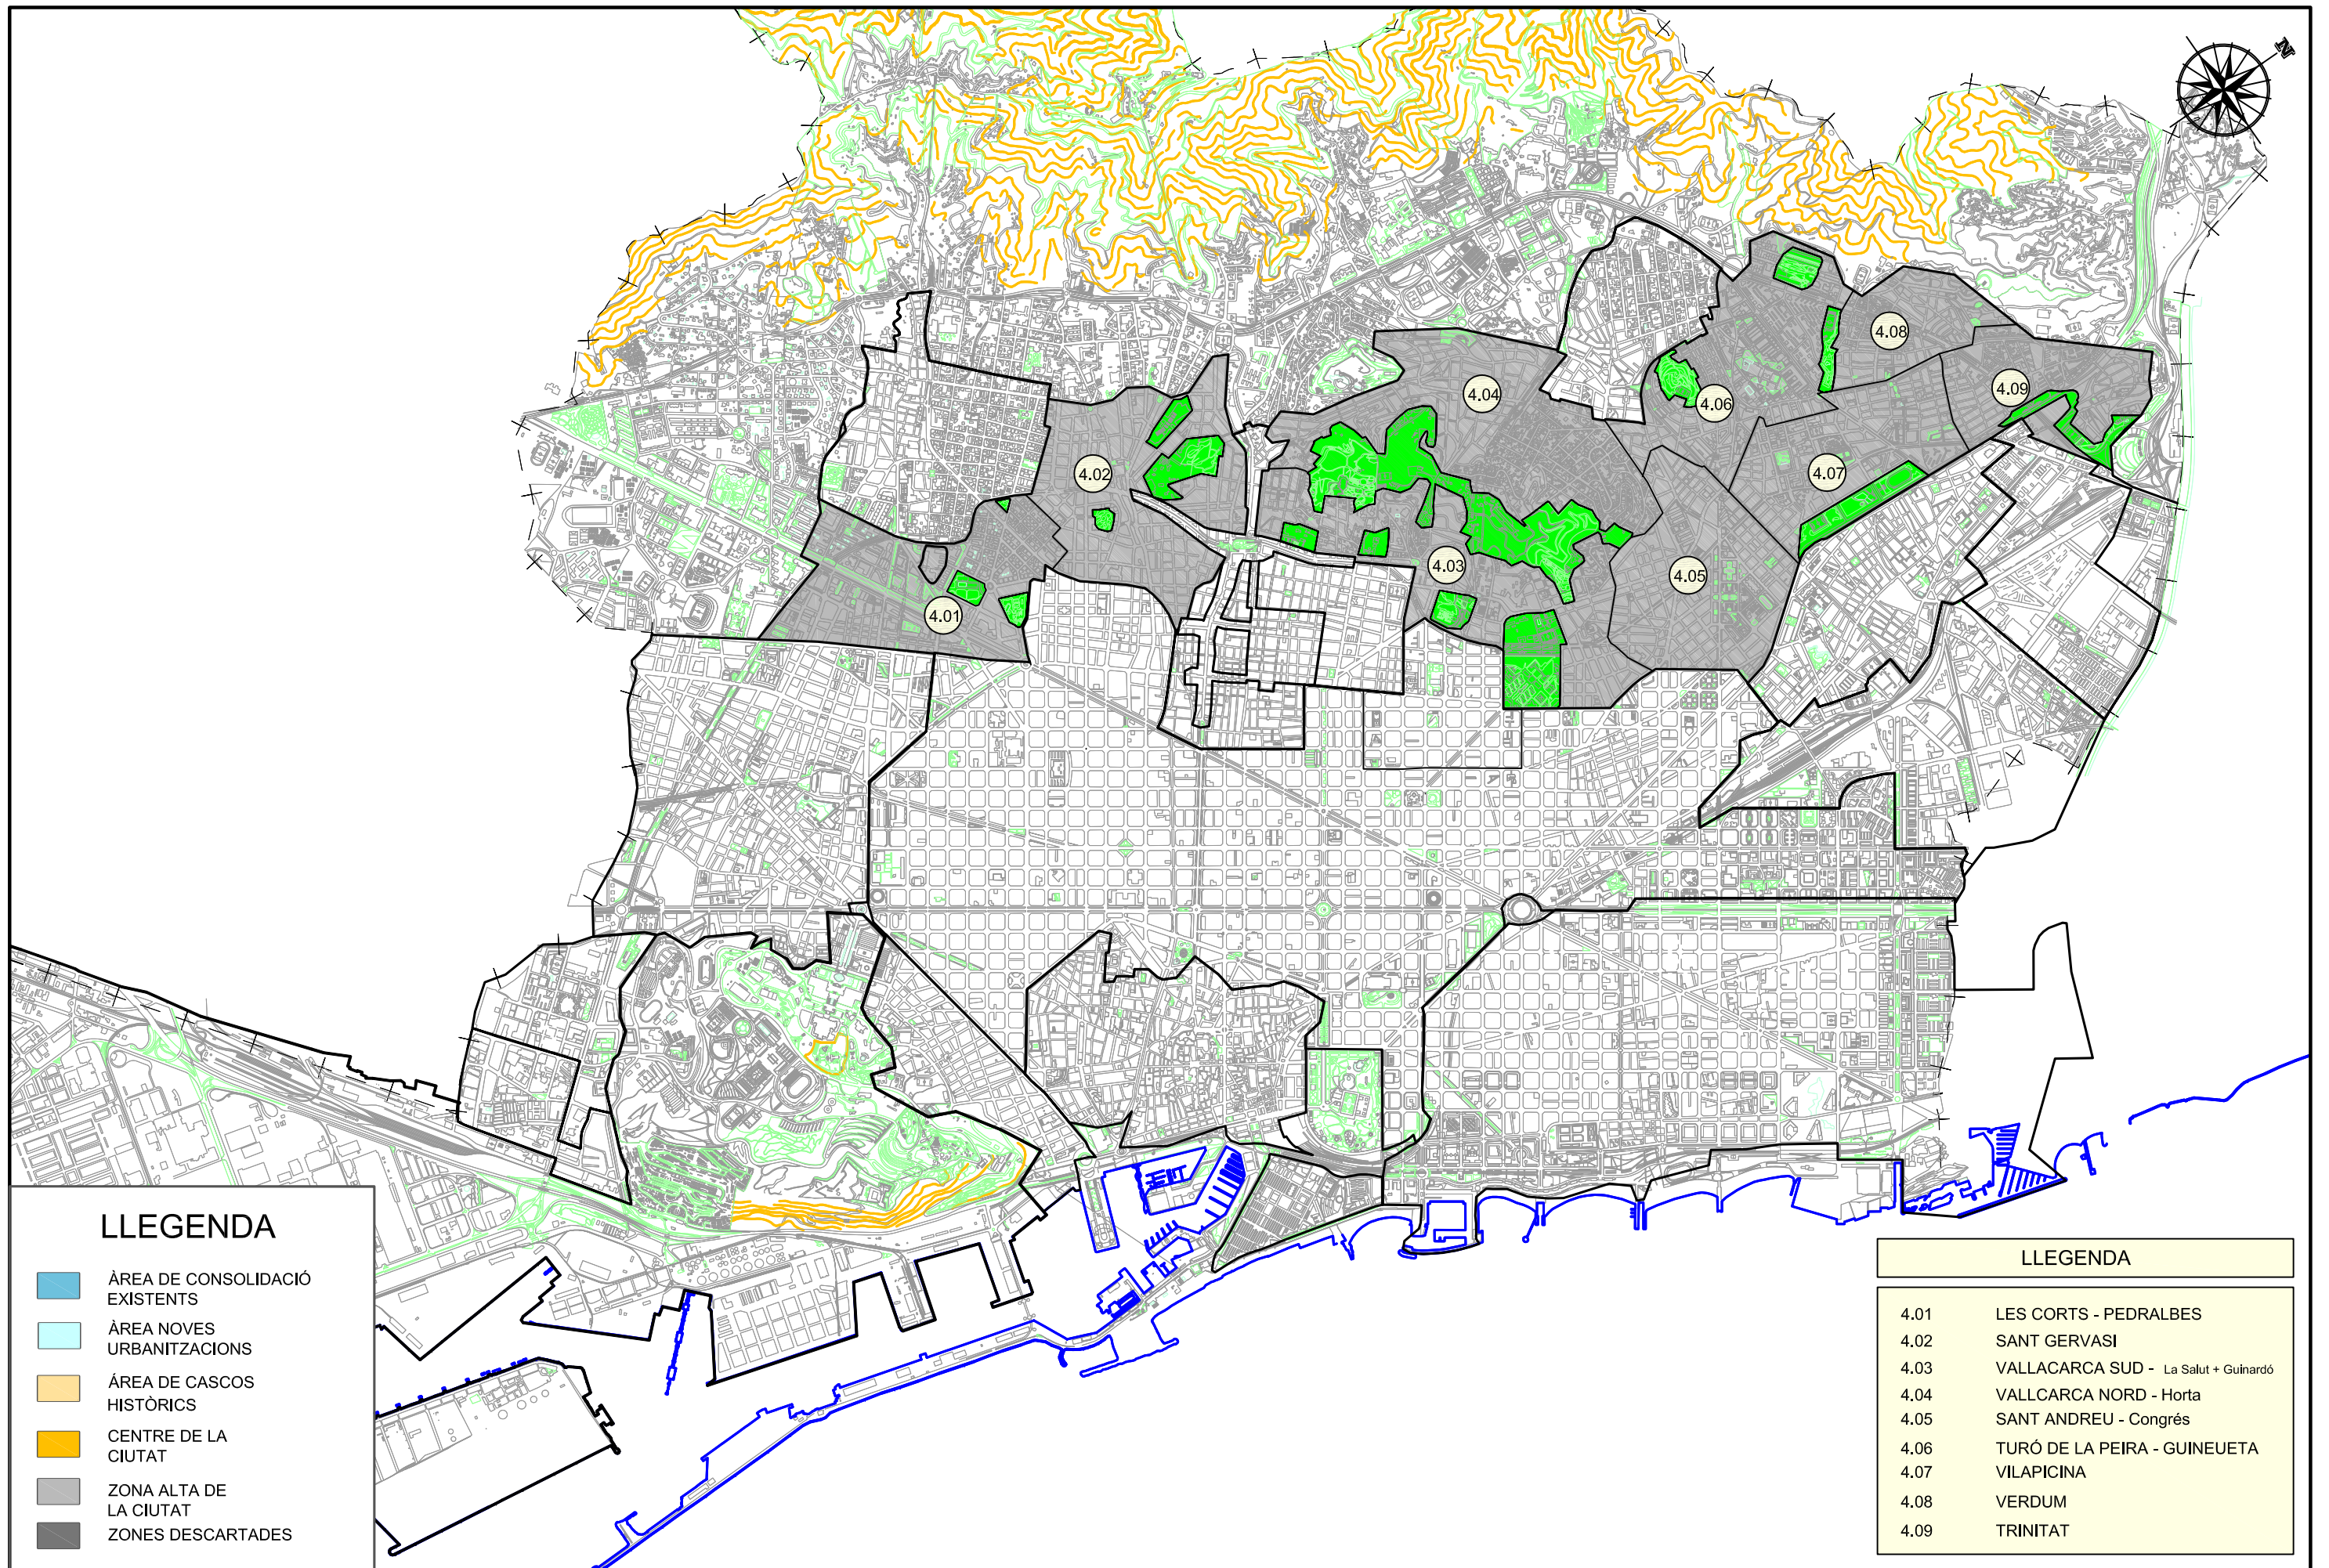 N
4.08
4.09
4.04
4.06
4.02
4.07
4.03
4.05
4.01
LLEGENDA
ÀREA DE CONSOLIDACIÓ
EXISTENTS
ÀREA NOVES
URBANITZACIONS
ÁREA DE CASCOS
HISTÒRICS
CENTRE DE LA
CIUTAT
ZONA ALTA DE
LA CIUTAT
ZONES DESCARTADES
LLEGENDA
4.01 LES CORTS - PEDRALBES
4.02 SANT GERVASI
4.03 VALLACARCA SUD - La Salut + Guinardó
4.04 VALLCARCA NORD - Horta
4.05 SANT ANDREU - Congrés
4.06 TURÓ DE LA PEIRA - GUINEUETA
4.07 VILAPICINA
4.08 VERDUM
4.09 TRINITAT